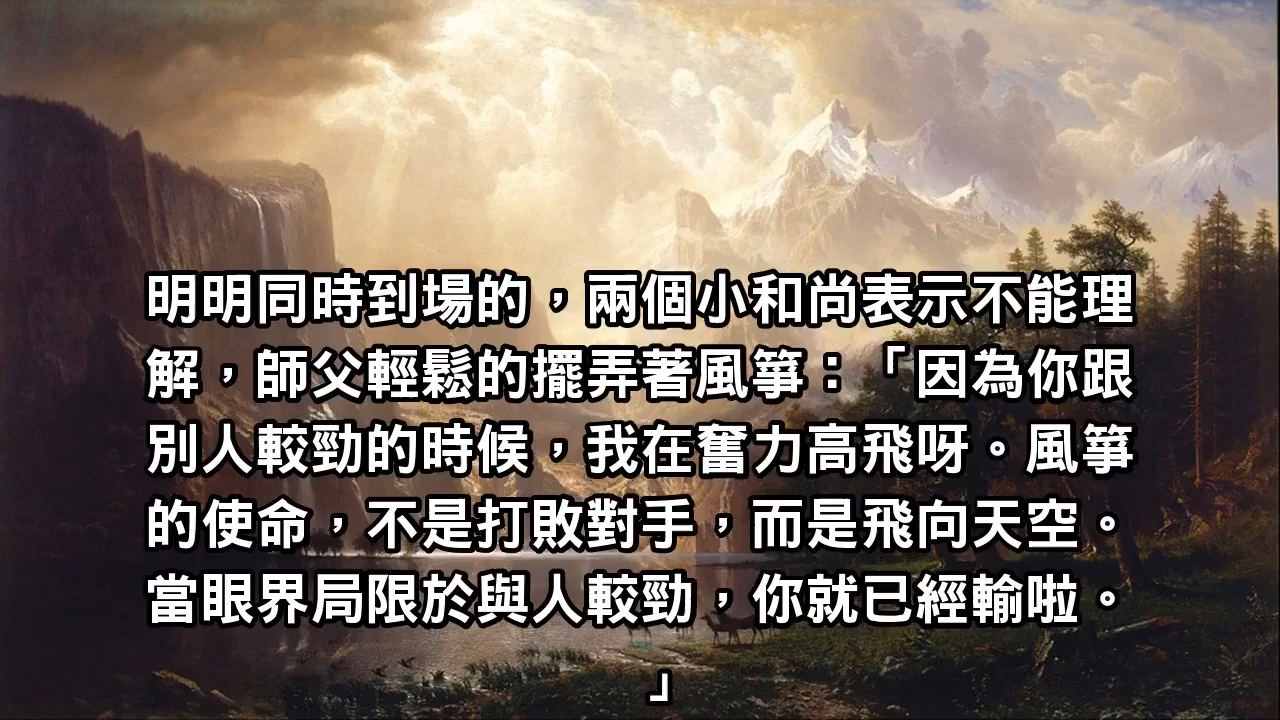 明明同時到場的，兩個小和尚表示不能理
解，師父輕鬆的擺弄著風箏：「因為你跟
別人較勁的時候，我在奮力高飛呀。風箏
的使命，不是打敗對手，而是飛向天空。
當眼界局限於與人較勁，你就已經輸啦。
」